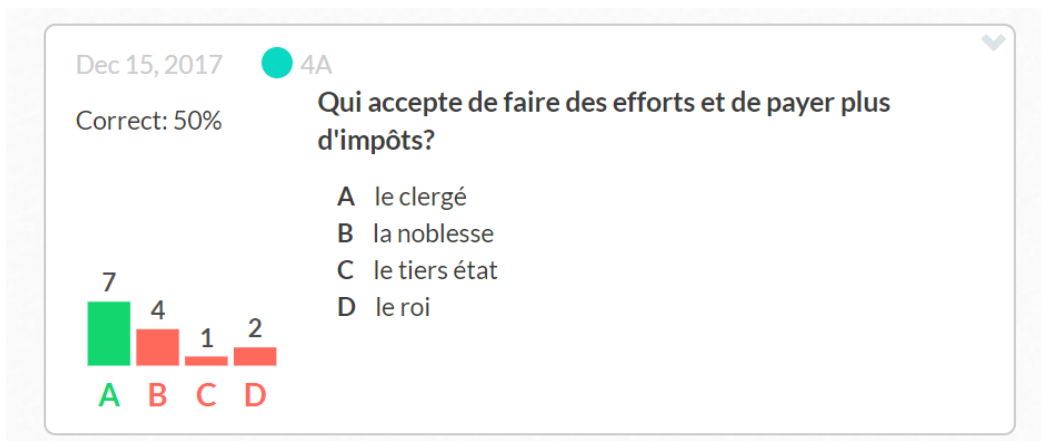 Dec 15, 2017 4A
Correct: 50%
Qui accepte de faire des efforts et de payer plus
d'impôts?
A le clergé
B la noblesse
C le tiers état
D le roi
7 4 1 2
A B C D